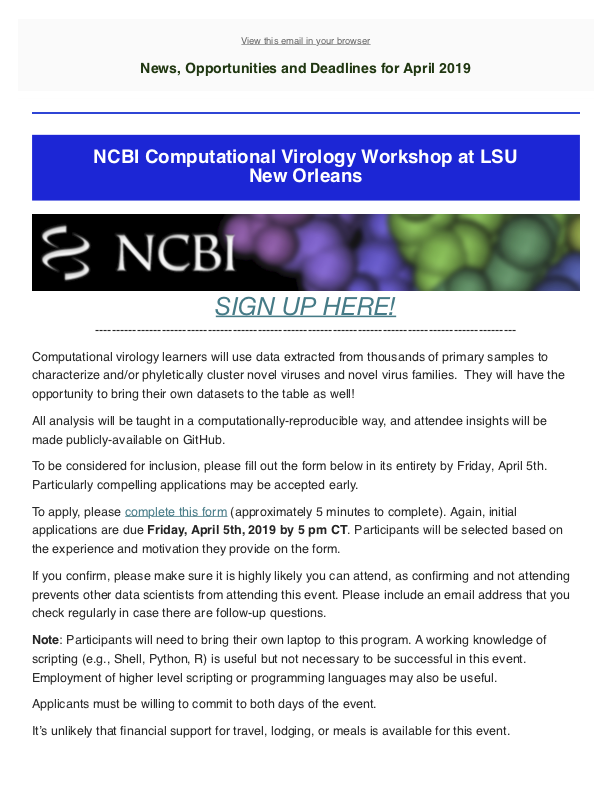 View this email in your browser
News, Opportunities and Deadlines for April 2019
NCBI Computational Virology Workshop at LSU
New Orleans
NCBI
SIGN UP HERE!
------------------------------------------------------------------------------------------------------
Computational virology learners will use data extracted from thousands of primary samples to
characterize and/or phyletically cluster novel viruses and novel virus families.  They will have the
opportunity to bring their own datasets to the table as well!
All analysis will be taught in a computationally-reproducible way, and attendee insights will be
made publicly-available on GitHub.
To be considered for inclusion, please fill out the form below in its entirety by Friday, April 5th.
Particularly compelling applications may be accepted early.
To apply, please complete this form (approximately 5 minutes to complete). Again, initial
applications are due Friday, April 5th, 2019 by 5 pm CT. Participants will be selected based on
the experience and motivation they provide on the form.
If you confirm, please make sure it is highly likely you can attend, as confirming and not attending
prevents other data scientists from attending this event. Please include an email address that you
check regularly in case there are follow-up questions.
Note: Participants will need to bring their own laptop to this program. A working knowledge of
scripting (e.g., Shell, Python, R) is useful but not necessary to be successful in this event.
Employment of higher level scripting or programming languages may also be useful.
Applicants must be willing to commit to both days of the event.
It’s unlikely that financial support for travel, lodging, or meals is available for this event.